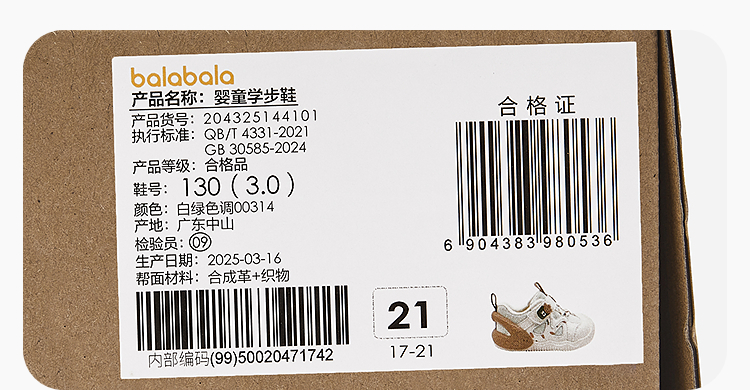 balabala
产品名称：婴童学步鞋
产品货号：204325144101
执行标准：QB/T 4331-2021
GB 30585-2024
产品等级：合格品
鞋号：130（3.0）
颜色：白绿色调00314
产地：广东中山
检验员：09
生产日期：2025-03-16
帮面材料：合成革+织物
内部编码(99)50020471742
合格证
6 904383 980536
21
17-21